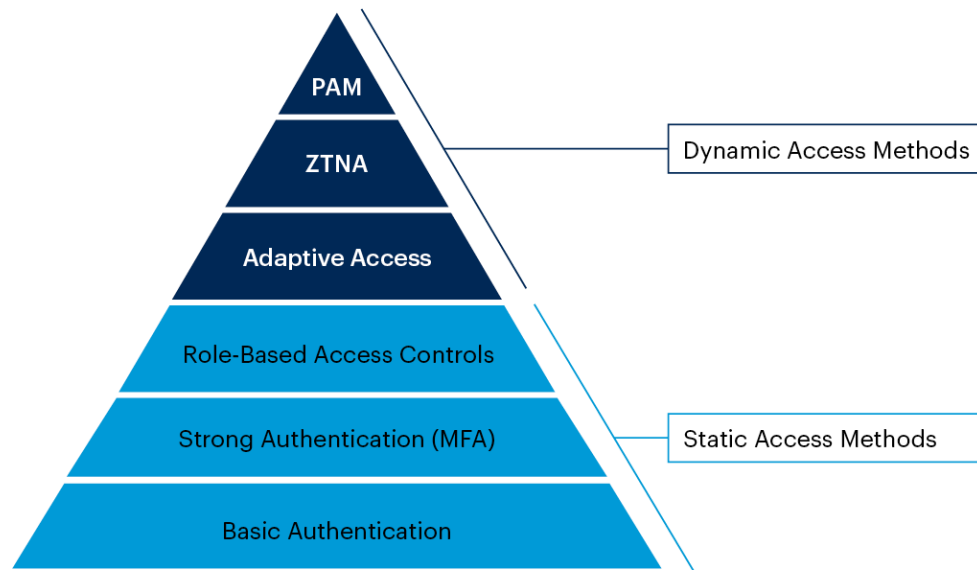 PAM
ZTNA
Dynamic Access Methods
Adaptive Access
Role-Based Access Controls
Strong Authentication (MFA)
Static Access Methods
Basic Authentication